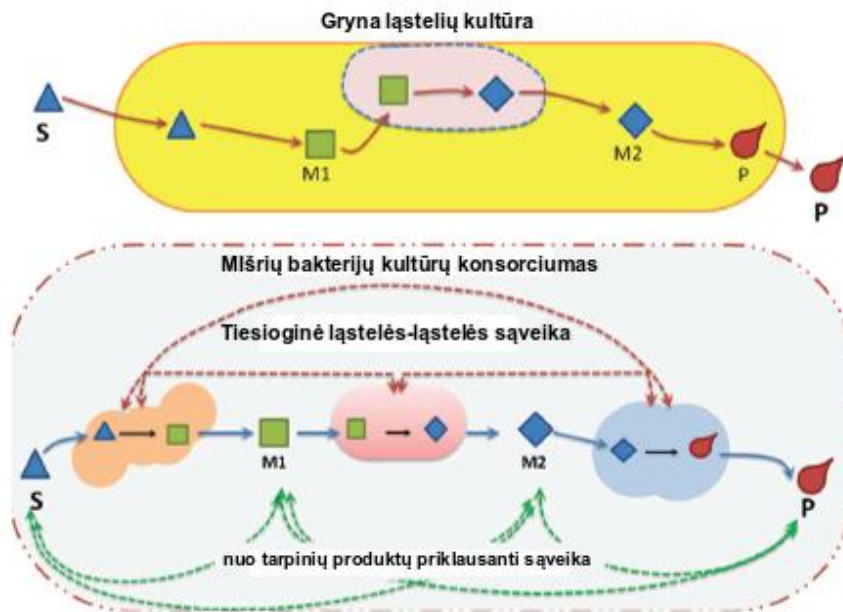 Gryna ląstelių kultūra
S
M1
M2
P
P
MIšrių bakterijų kultūrų konsorciumas
Tiesioginė ląstelės-ląstelės sąveika
M1
M2
S
P
nuo tarpinių produktų priklausanti sąveika